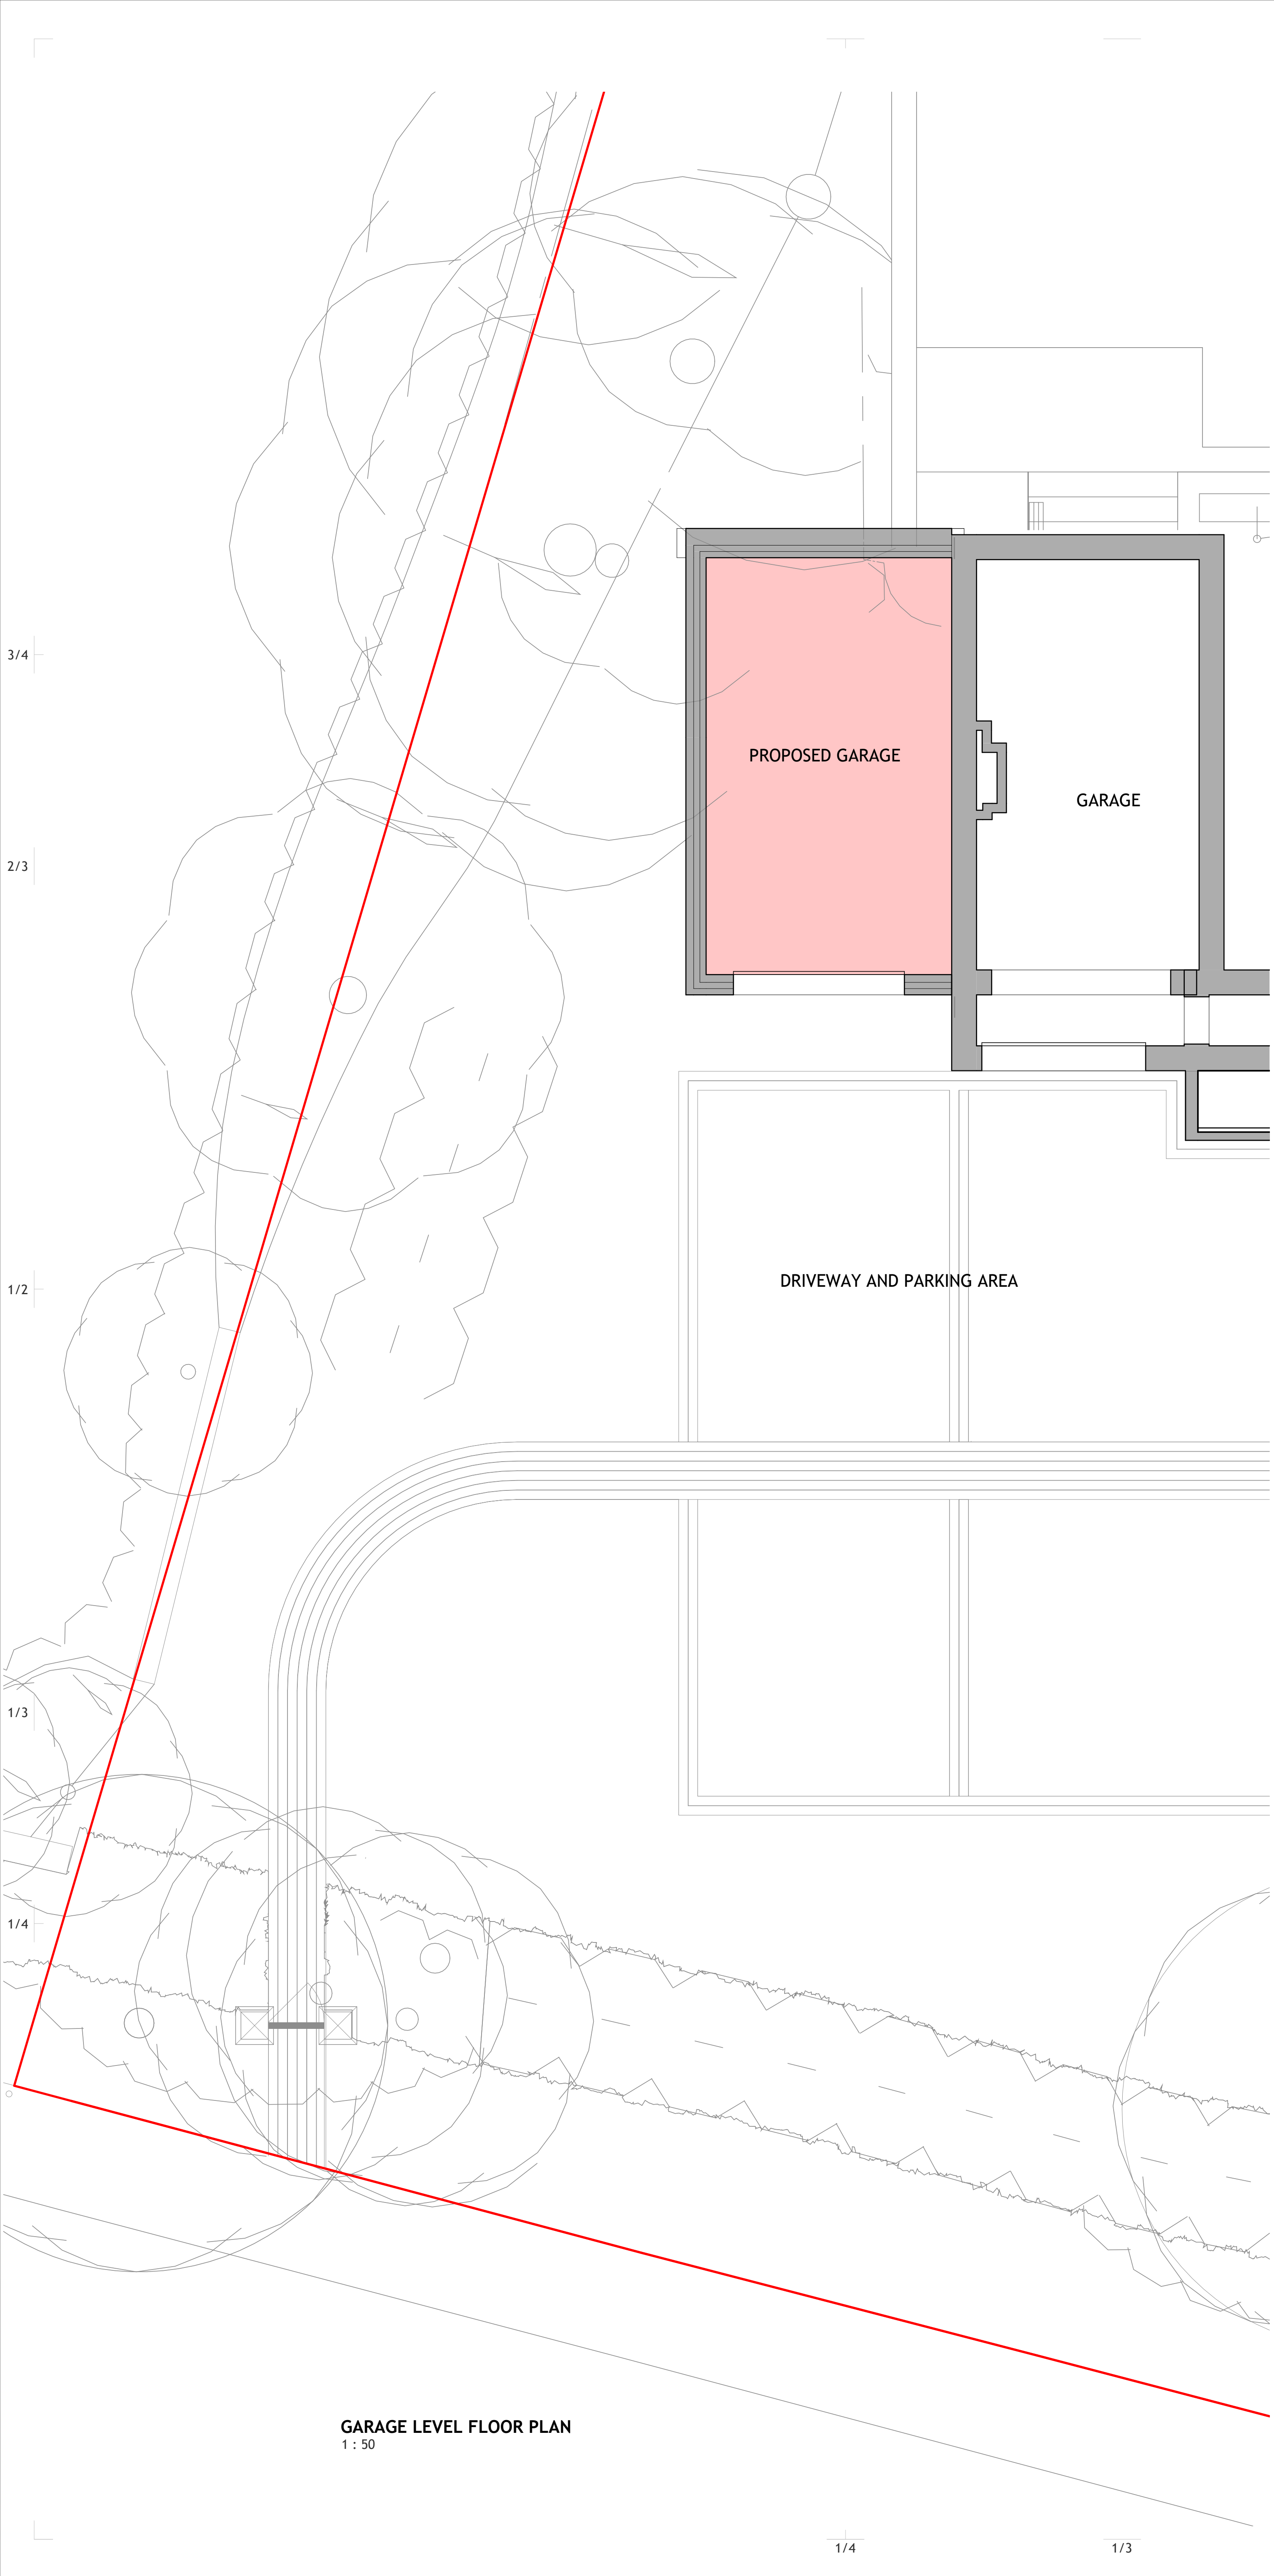 3/4
PROPOSED GARAGE
GARAGE
2/3
DRIVEWAY AND PARKING AREA
1/2
1/3
1/4
GARAGE LEVEL FLOOR PLAN
1 : 50
1/4
1/3